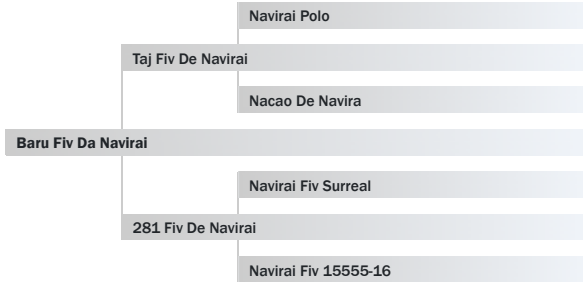 Navirai Polo
Taj Fiv De Navirai
Nacao De Navira
Baru Fiv Da Navirai
Navirai Fiv Surreal
281 Fiv De Navirai
Navirai Fiv 15555-16